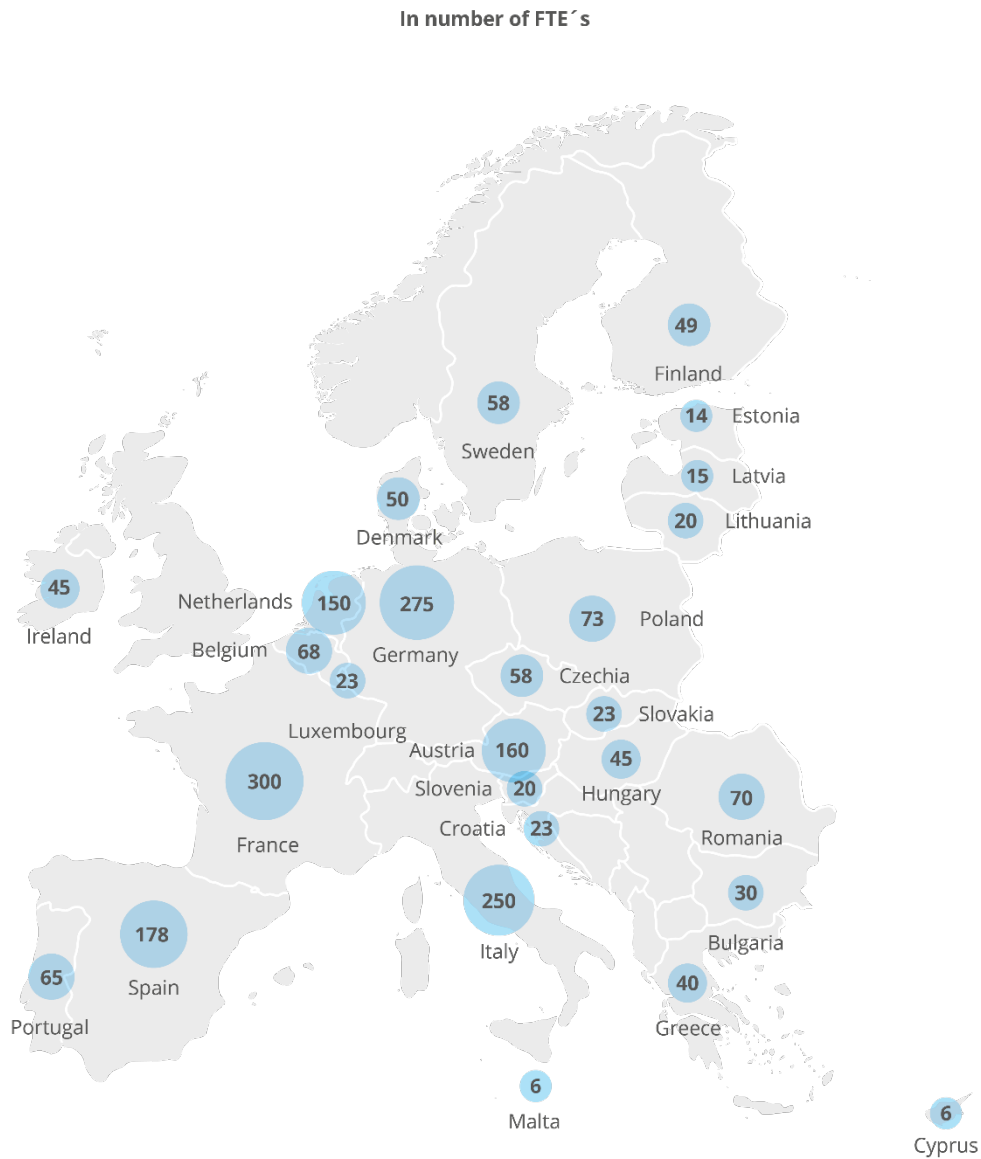 In number of FTE´s
49
Finland
58
Sweden
14 Estonia
15 Latvia
20 Lithuania
50
Denmark
45
Ireland
Netherlands 150
275
Germany
73 Poland
Belgium 68
23
Luxembourg
58 Czechia
23 Slovakia
Austria 160
45
Hungary
300
France
Slovenia 20
70
Romania
Croatia 23
30
Bulgaria
250
Italy
178
Spain
65
Portugal
40
Greece
6
Malta
6
Cyprus